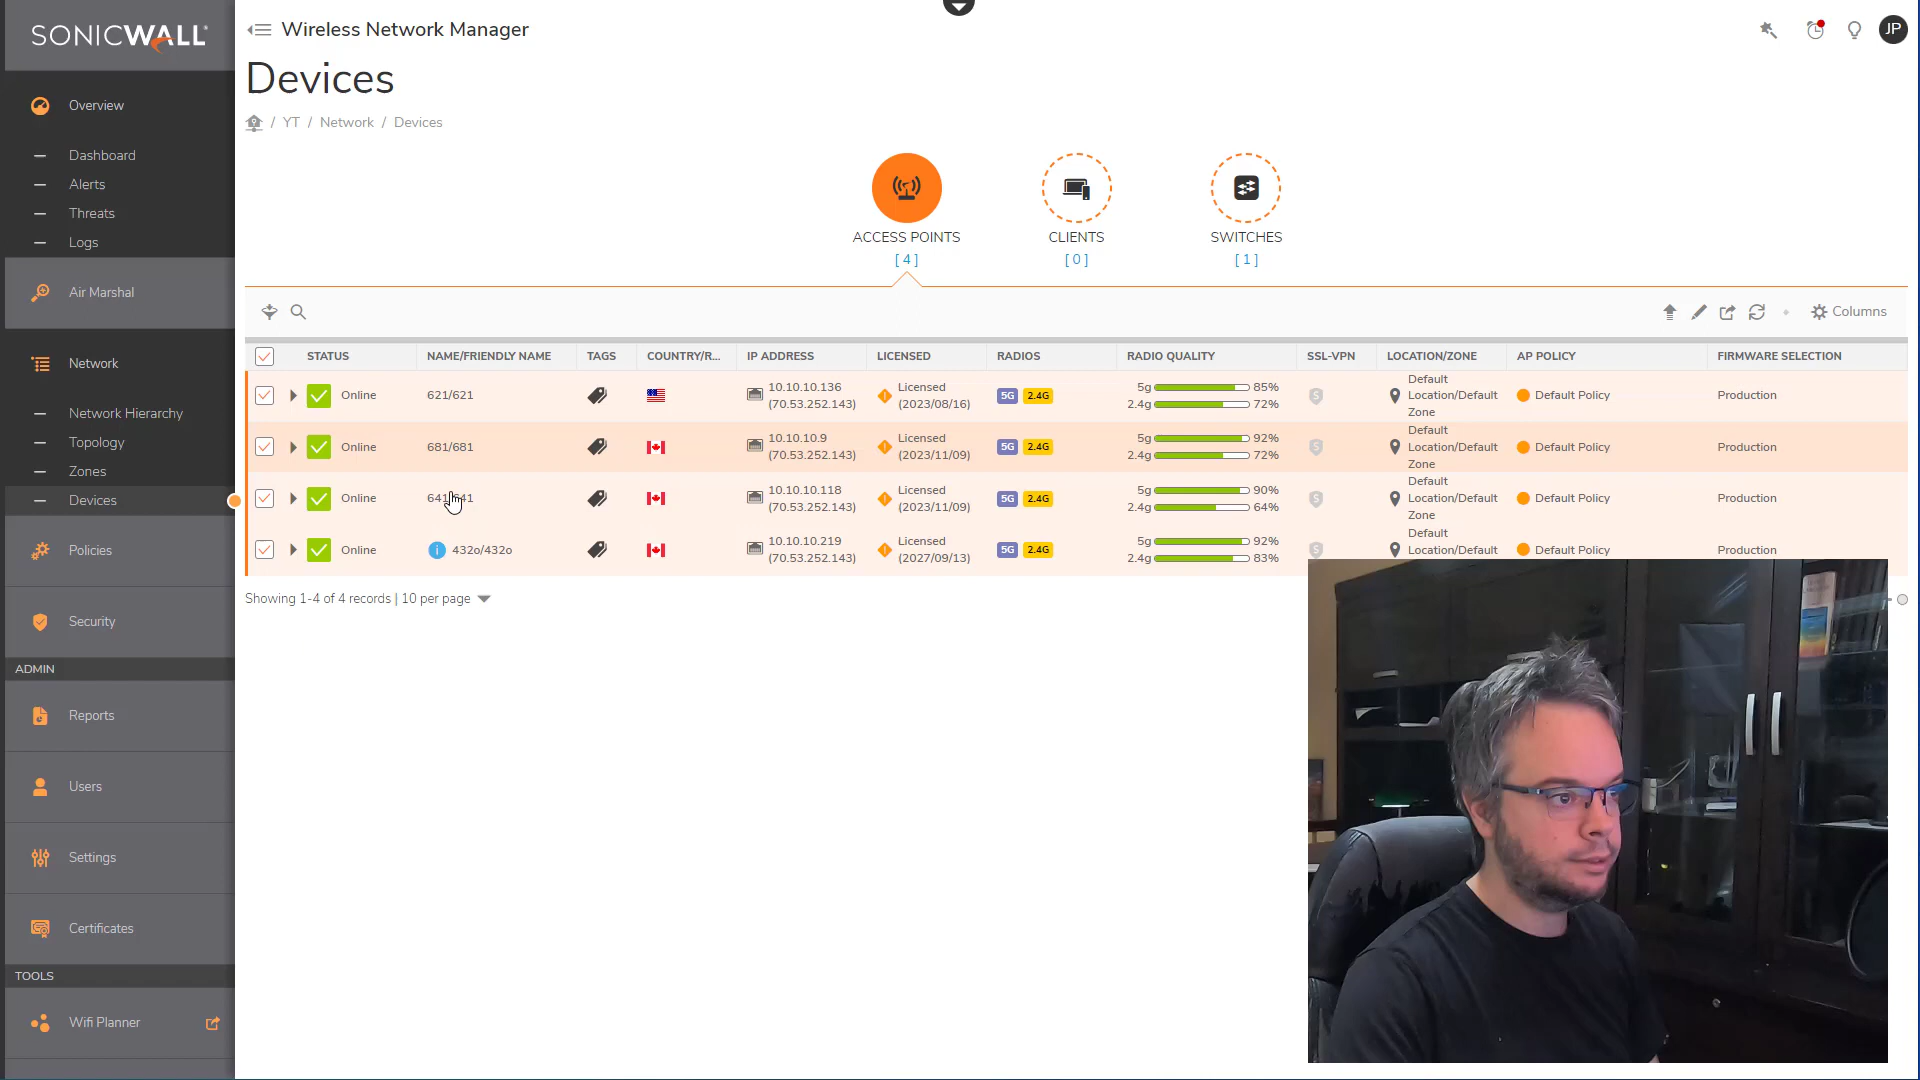 SONICWALL
Wireless Network Manager
JP
Devices
/ YT / Network / Devices
Overview
Dashboard
Alerts
Threats
Logs
Air Marshal
Network
Network Hierarchy
Topology
Zones
Devices
Policies
Security
ADMIN
Reports
Users
Settings
Certificates
TOOLS
Wifi Planner
ACCESS POINTS
[ 4 ]
CLIENTS
[ 0 ]
SWITCHES
[ 1 ]
Columns
STATUS NAME/FRIENDLY NAME TAGS COUNTRY/R... IP ADDRESS LICENSED RADIOS RADIO QUALITY SSL-VPN LOCATION/ZONE AP POLICY FIRMWARE SELECTION
Online 621/621 10.10.10.136 (70.53.252.143) Licensed (2023/08/16) 5G 2.4G 5g 85% 2.4g 72% Default Location/Default Zone Default Policy Production
Online 681/681 10.10.10.9 (70.53.252.143) Licensed (2023/11/09) 5G 2.4G 5g 92% 2.4g 72% Default Location/Default Zone Default Policy Production
Online 641/641 10.10.10.118 (70.53.252.143) Licensed (2023/11/09) 5G 2.4G 5g 90% 2.4g 64% Default Location/Default Zone Default Policy Production
Online 432o/432o 10.10.10.219 (70.53.252.143) Licensed (2027/09/13) 5G 2.4G 5g 92% 2.4g 83% Default Location/Default Default Policy Production
Showing 1-4 of 4 records | 10 per page